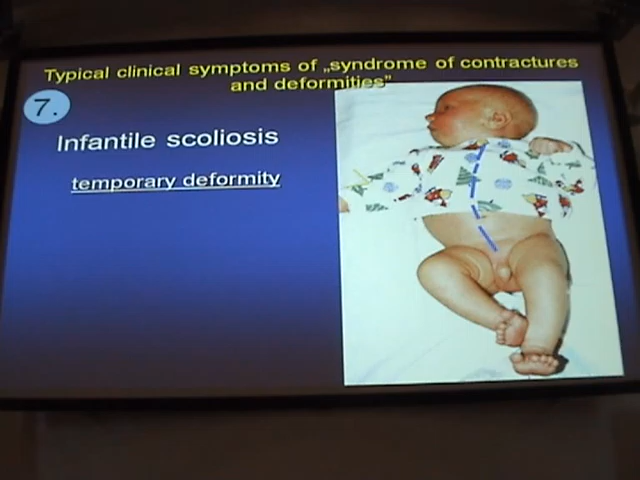 Typical clinical symptoms of „syndrome of contractures
and deformities”
7.
Infantile scoliosis
temporary deformity